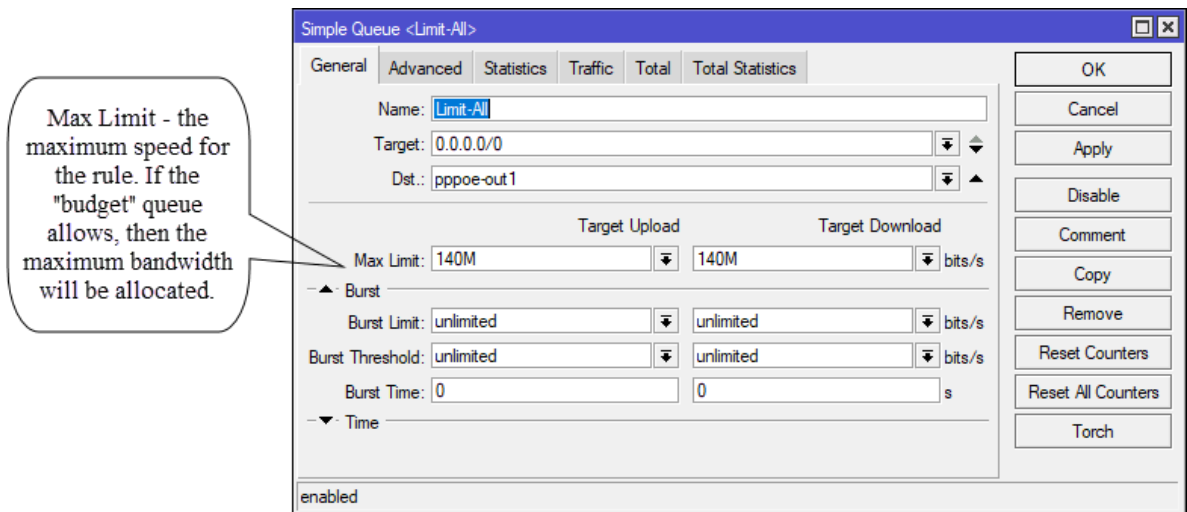 Max Limit - the
maximum speed for
the rule. If the
"budget" queue
allows, then the
maximum bandwidth
will be allocated.
Simple Queue <Limit-All>
General Advanced Statistics Traffic Total Total Statistics
Name: Limit-All
Target: 0.0.0.0/0
Dst.: pppoe-out1
Target Upload Target Download
Max Limit: 140M 140M bits/s
Burst
Burst Limit: unlimited unlimited bits/s
Burst Threshold: unlimited unlimited bits/s
Burst Time: 0 0 s
Time
enabled
OK
Cancel
Apply
Disable
Comment
Copy
Remove
Reset Counters
Reset All Counters
Torch